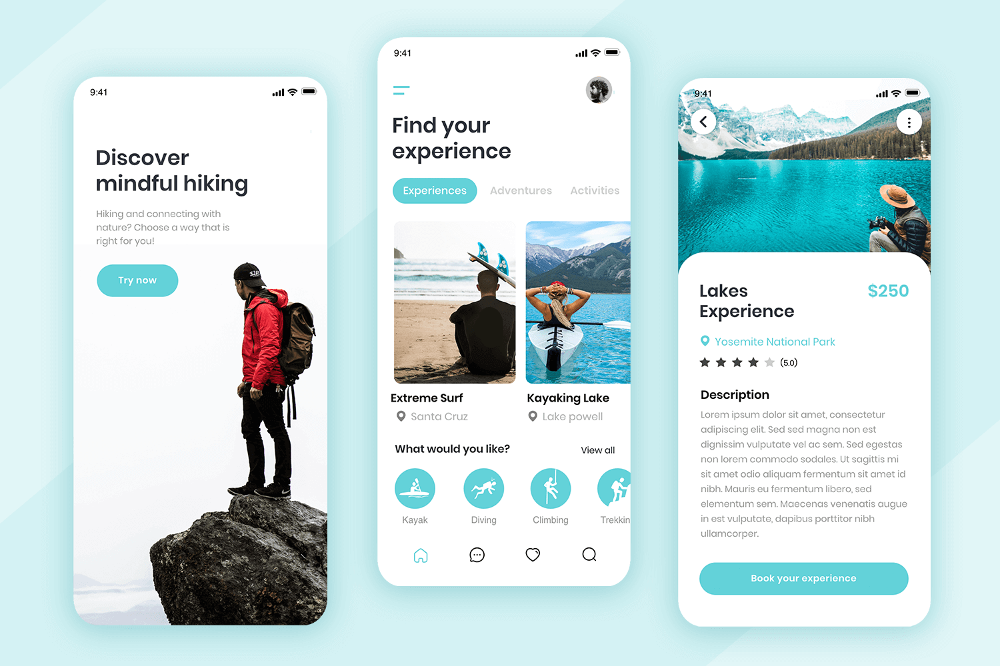 9:41
Discover
mindful hiking
Hiking and connecting with
nature? Choose a way that is
right for you!
Try now
9:41
Find your
experience
Experiences Adventures Activities
Extreme Surf Kayaking Lake
Santa Cruz Lake powell
What would you like? View all
Kayak Diving Climbing Trekkin
9:41
Lakes $250
Experience
Yosemite National Park
(5.0)
Description
Lorem ipsum dolor sit amet, consectetur
adipiscing elit. Sed sed magna non est
dignissim vulputate vel ac sem. Sed egestas
non lorem commodo sodales. Ut sagittis mi
sit amet odio aliquam fermentum sit amet id
nibh. Mauris eu fermentum libero, sed
elementum sem. Maecenas venenatis augue
in est vulputate, dapibus porttitor nibh
ullamcorper.
Book your experience